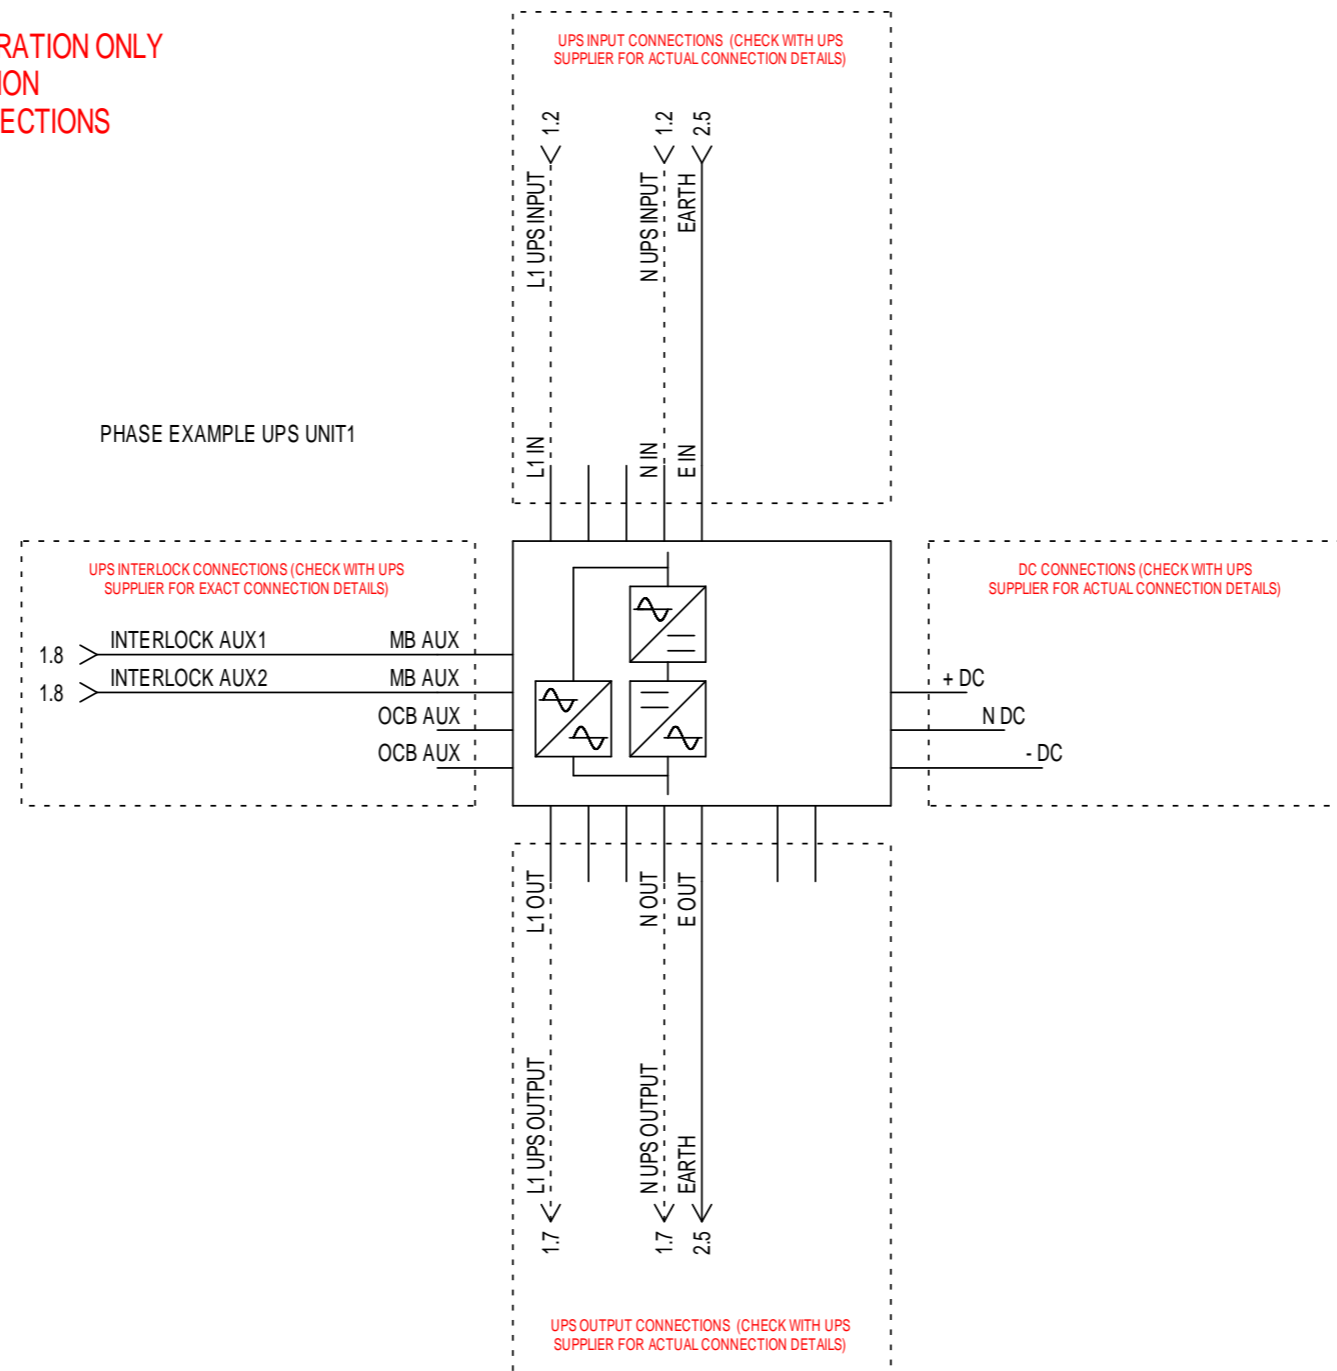 RATION ONLY
ION
ECTIONS
UPS INPUT CONNECTIONS (CHECK WITH UPS
SUPPLIER FOR ACTUAL CONNECTION DETAILS)
1.2
1.2
2.5
L1 UPS INPUT
N UPS INPUT
EARTH
PHASE EXAMPLE UPS UNIT1
L1 IN
N IN
E IN
UPS INTERLOCK CONNECTIONS (CHECK WITH UPS
SUPPLIER FOR EXACT CONNECTION DETAILS)
1.8 INTERLOCK AUX1 MB AUX
1.8 INTERLOCK AUX2 MB AUX
OCB AUX
OCB AUX
DC CONNECTIONS (CHECK WITH UPS
SUPPLIER FOR ACTUAL CONNECTION DETAILS)
+ DC
N DC
- DC
L1 OUT
N OUT
E OUT
L1 UPS OUTPUT
N UPS OUTPUT
EARTH
1.7
1.7
2.5
UPS OUTPUT CONNECTIONS (CHECK WITH UPS
SUPPLIER FOR ACTUAL CONNECTION DETAILS)